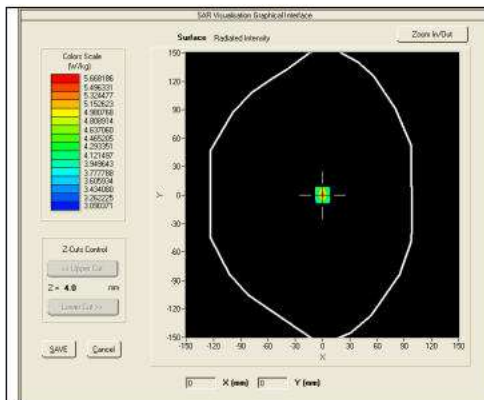 SAR Visualisation Graphical Interface
Surface Radiated Intensity
Zoom In/Out
Colors Scale
(W/kg)
5.668186
5.496331
5.324477
5.152623
4.980768
4.808914
4.637060
4.465205
4.293351
4.121497
3.949643
3.777788
3.605934
3.434080
3.262225
3.090371
Z-Cuts Control
<< Upper Cut
Z = 4.0 mm
Lower Cut >>
SAVE Cancel
150
120
90
60
30
0
-30
-60
-90
-120
-150
Y
-150 -120 -90 -60 -30 0 30 60 90 120 150
X
0 X (mm) 0 Y (mm)